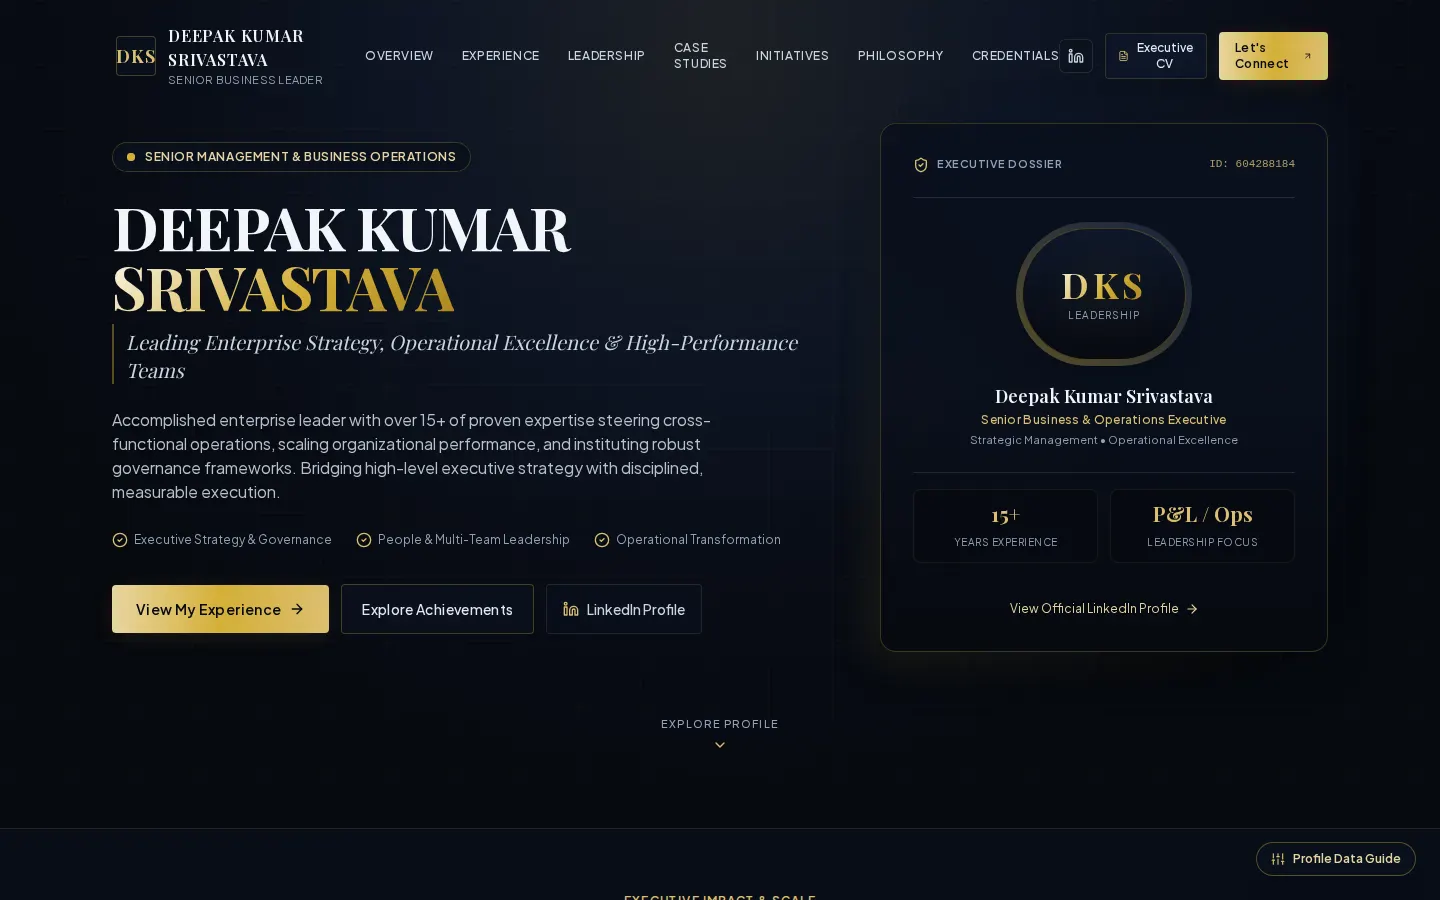 DKS
DEEPAK KUMAR
SRIVASTAVA
SENIOR BUSINESS LEADER
OVERVIEW
EXPERIENCE
LEADERSHIP
CASE
STUDIES
INITIATIVES
PHILOSOPHY
CREDENTIALS
Executive
CV
Let's
Connect
SENIOR MANAGEMENT & BUSINESS OPERATIONS
DEEPAK KUMAR
SRIVASTAVA
Leading Enterprise Strategy, Operational Excellence & High-Performance
Teams
Accomplished enterprise leader with over 15+ of proven expertise steering cross-
functional operations, scaling organizational performance, and instituting robust
governance frameworks. Bridging high-level executive strategy with disciplined,
measurable execution.
Executive Strategy & Governance
People & Multi-Team Leadership
Operational Transformation
View My Experience
Explore Achievements
LinkedIn Profile
EXECUTIVE DOSSIER
ID: 604288184
DKS
LEADERSHIP
Deepak Kumar Srivastava
Senior Business & Operations Executive
Strategic Management • Operational Excellence
15+
YEARS EXPERIENCE
P&L / Ops
LEADERSHIP FOCUS
View Official LinkedIn Profile
EXPLORE PROFILE
Profile Data Guide
EXECUTIVE IMPACT & SCALE